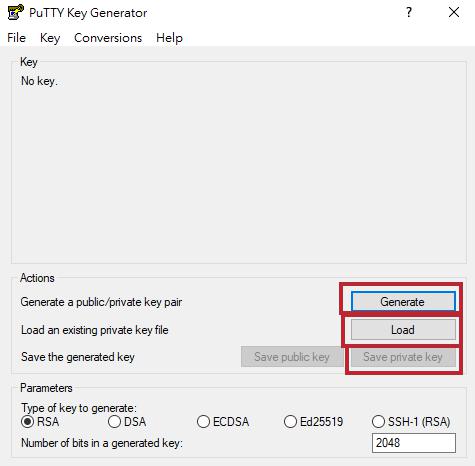 PuTTY Key Generator ?
File Key Conversions Help
Key
No key.
Actions
Generate a public/private key pair Generate
Load an existing private key file Load
Save the generated key Save public key Save private key
Parameters
Type of key to generate:
RSA DSA ECDSA Ed25519 SSH-1 (RSA)
Number of bits in a generated key: 2048